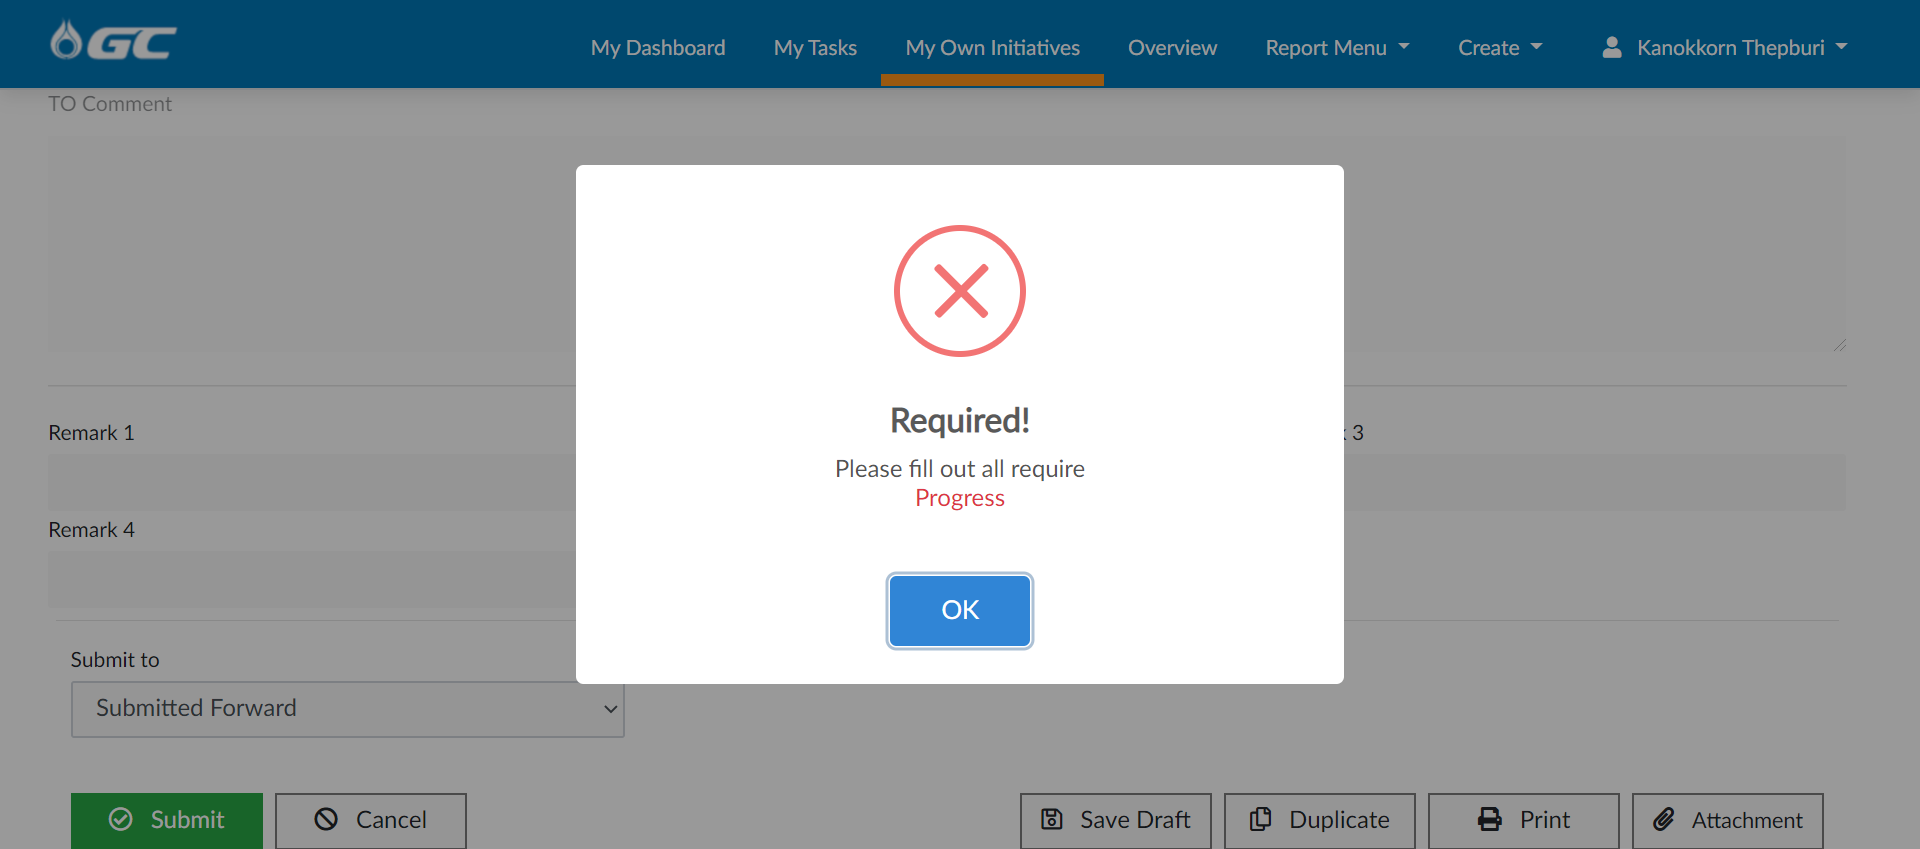 GC
My Dashboard My Tasks My Own Initiatives Overview Report Menu Create Kanokkorn Thepburi
TO Comment
Required!
Please fill out all require
Progress
OK
Remark 1
3
Remark 4
Submit to
Submitted Forward
Submit Cancel Save Draft Duplicate Print Attachment